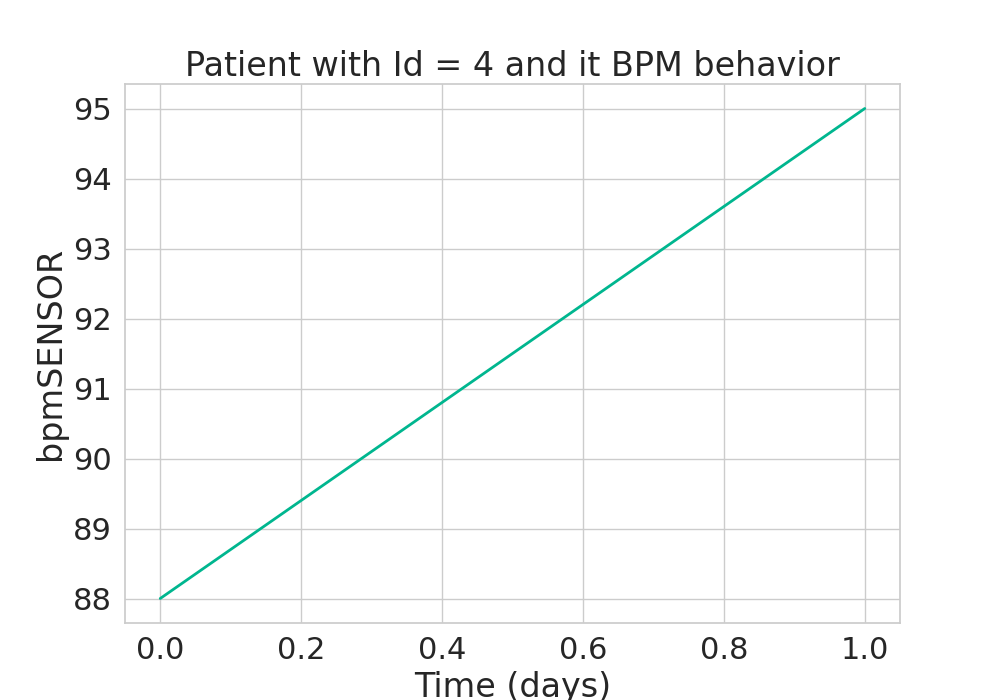 Patient with Id = 4 and it BPM behavior
bpmSENSOR
95
94
93
92
91
90
89
88
0.0 0.2 0.4 0.6 0.8 1.0
Time (days)